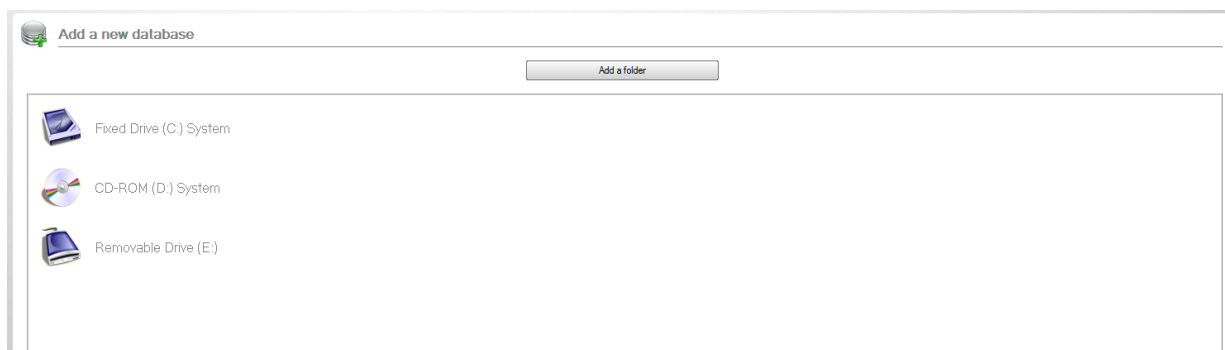 Add a new database
Add a folder
Fixed Drive (C:) System
CD-ROM (D:) System
Removable Drive (E:)